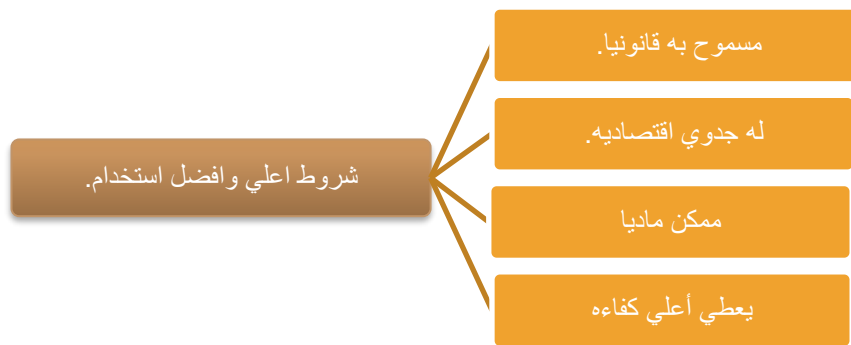 شروط اعلي وافضل استخدام.
مسموح به قانونيا.
له جدوي اقتصاديه.
ممكن ماديا
يعطي أعلي كفاءه